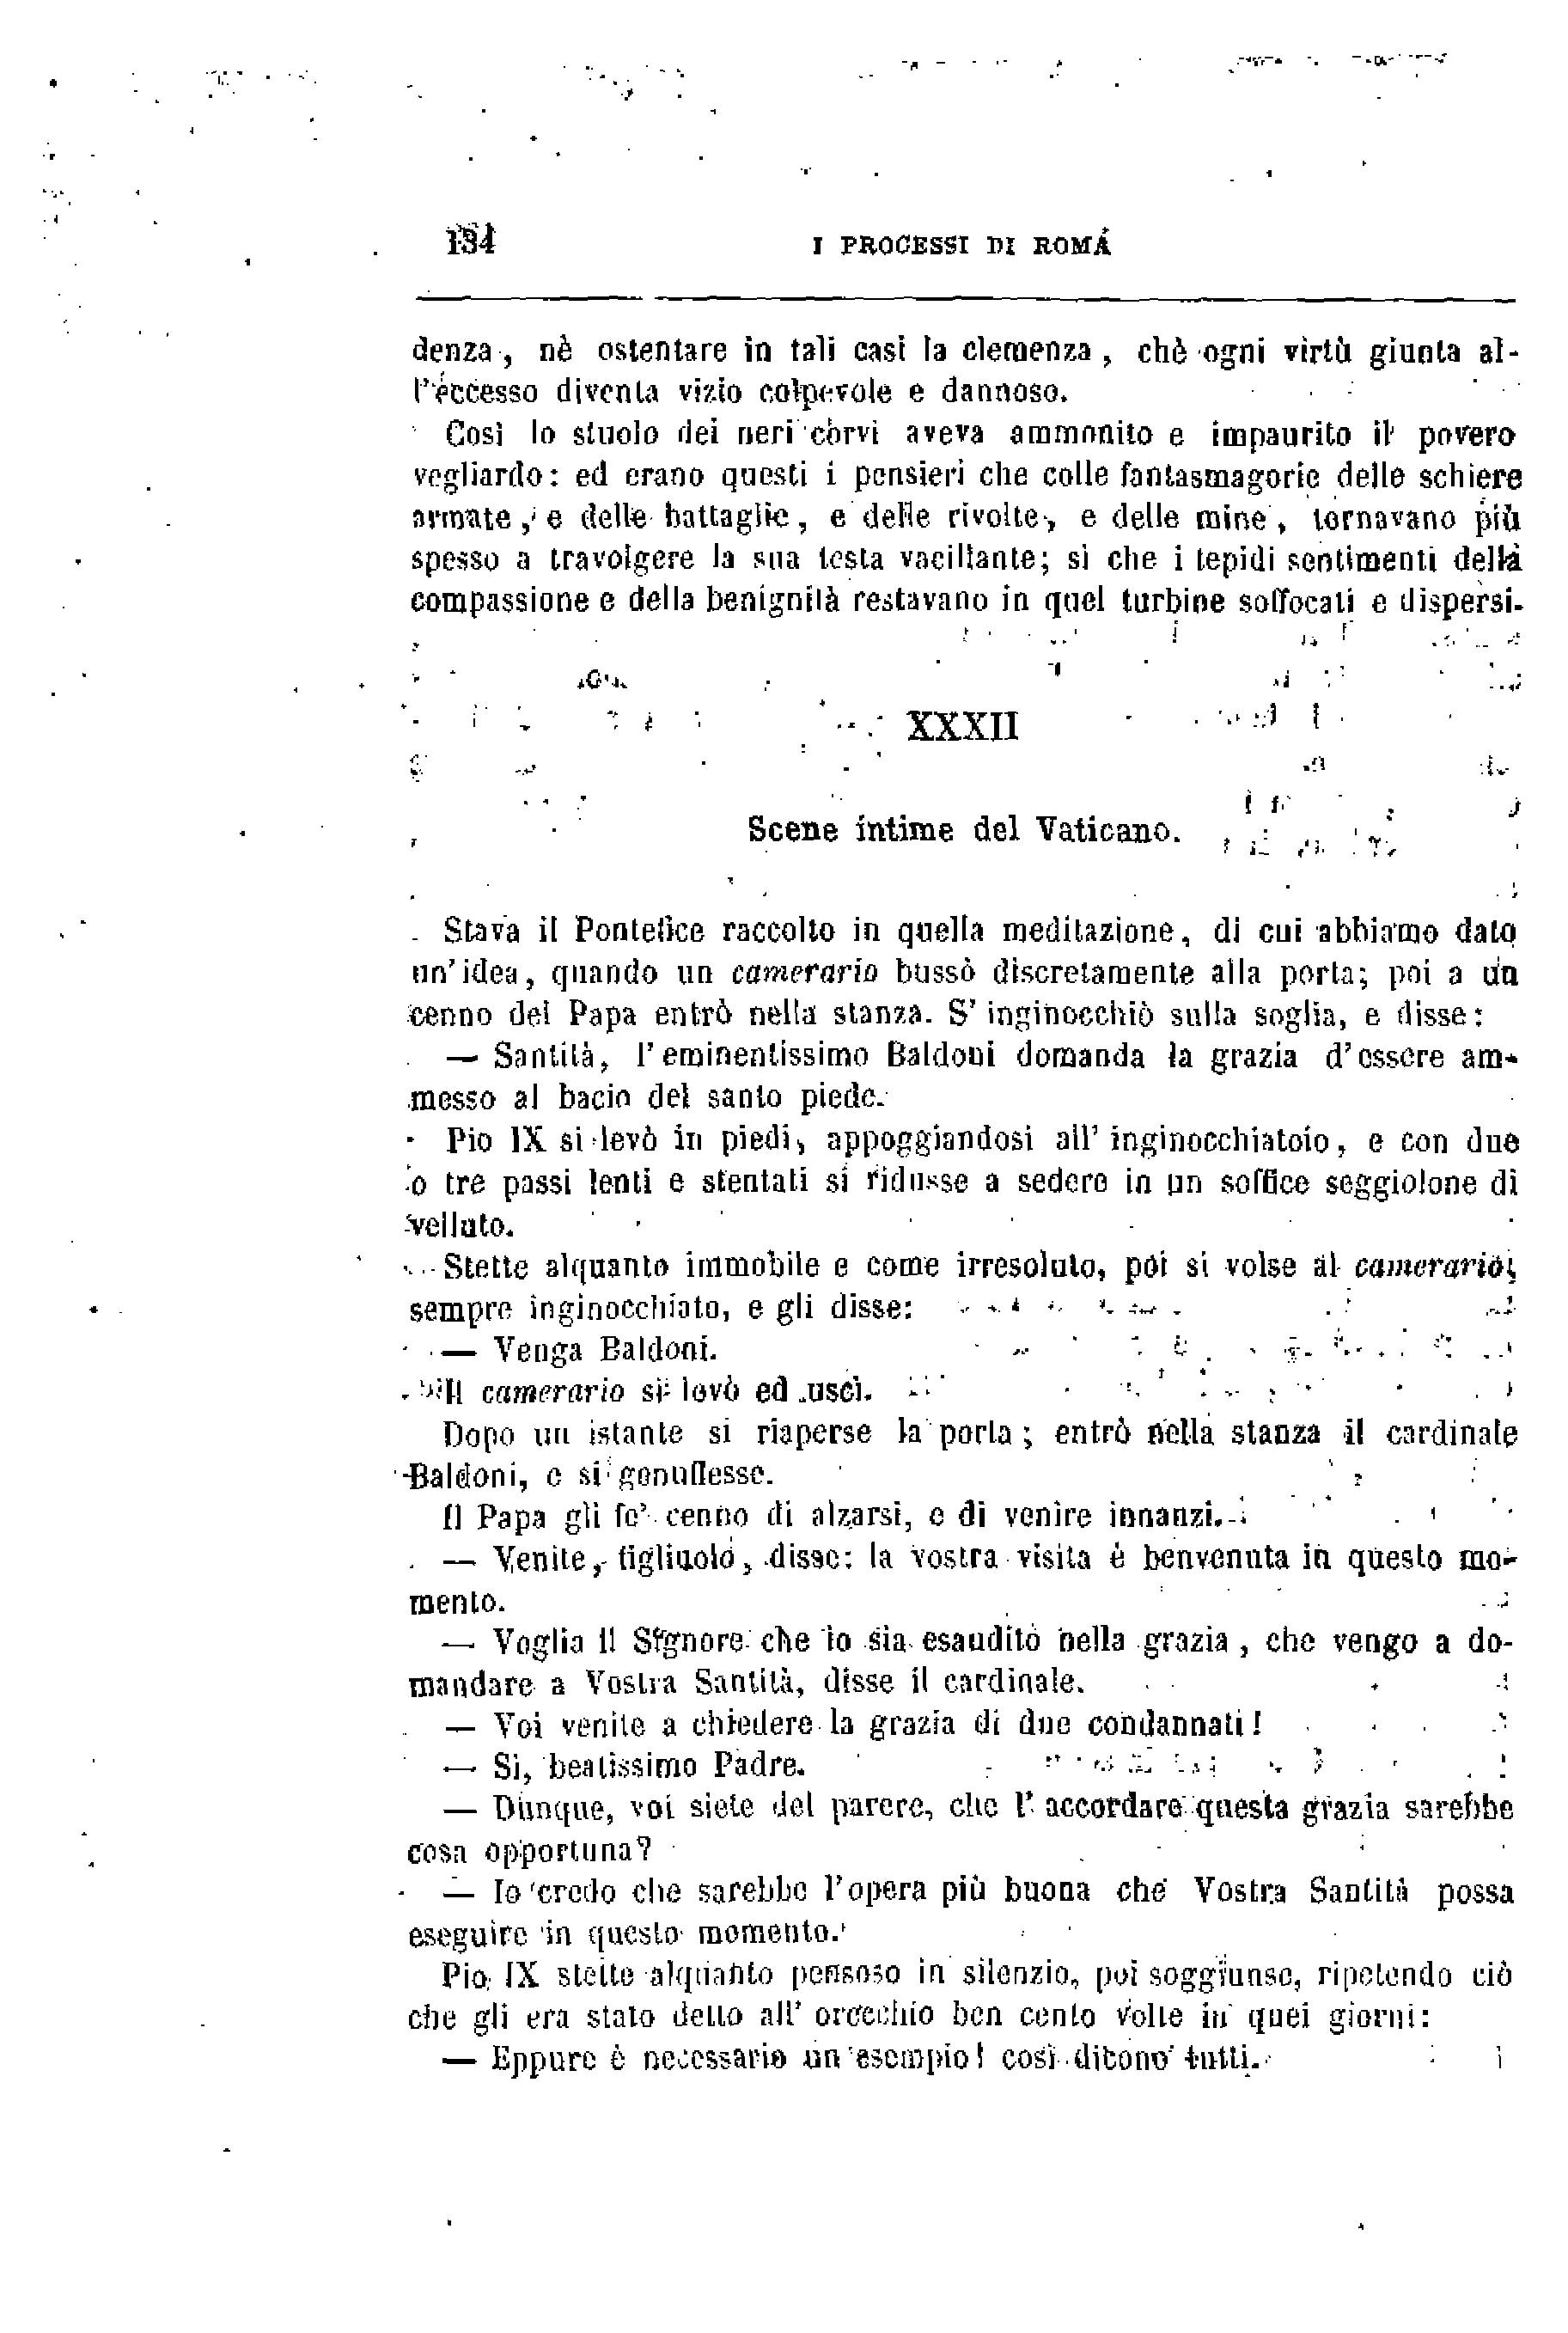 134 I PROCESSI DI ROMA
denza, nè ostentare in tali casi la clemenza, chè ogni virtù giunta al-
l'eccesso diventa vizio colpevole e dannoso.
Così lo stuolo dei neri corvi aveva ammonito e impaurito il povero
vegliardo: ed erano questi i pensieri che colle fantasmagorie delle schiere
armate, e delle battaglie, e delle rivolte, e delle mine, tornavano più
spesso a travolgere la sua testa vacillante; sì che i tepidi sentimenti della
compassione e della benignità restavano in quel turbine soffocati e dispersi.
XXXII
Scene intime del Vaticano.
Stava il Pontefice raccolto in quella meditazione, di cui abbiamo dato
un'idea, quando un camerario bussò discretamente alla porta; poi a un
cenno del Papa entrò nella stanza. S'inginocchiò sulla soglia, e disse:
— Santità, l'eminentissimo Baldoni domanda la grazia d'essere am-
messo al bacio del santo piede.
Pio IX si levò in piedi, appoggiandosi all'inginocchiatoio, e con due
o tre passi lenti e stentati si ridusse a sedere in un soffice seggiolone di
velluto.
Stette alquanto immobile e come irresoluto, poi si volse al camerario,
sempre inginocchiato, e gli disse:
— Venga Baldoni.
Il camerario si levò ed uscì.
Dopo un istante si riaperse la porta; entrò nella stanza il cardinale
Baldoni, e si genuflesse.
Il Papa gli fe' cenno di alzarsi, e di venire innanzi.
— Venite, figliuolo, disse: la vostra visita è benvenuta in questo mo-
mento.
— Voglia il Signore che io sia esaudito nella grazia, che vengo a do-
mandare a Vostra Santità, disse il cardinale.
— Voi venite a chiedere la grazia di due condannati!
— Sì, beatissimo Padre.
— Dunque, voi siete del parere, che l'accordare questa grazia sarebbe
cosa opportuna?
— Io credo che sarebbe l'opera più buona che Vostra Santità possa
eseguire in questo momento.
Pio IX stette alquanto pensoso in silenzio, poi soggiunse, ripetendo ciò
che gli era stato detto all'orecchio ben cento volte in quei giorni:
— Eppure è necessario un esempio! così dicono tutti.